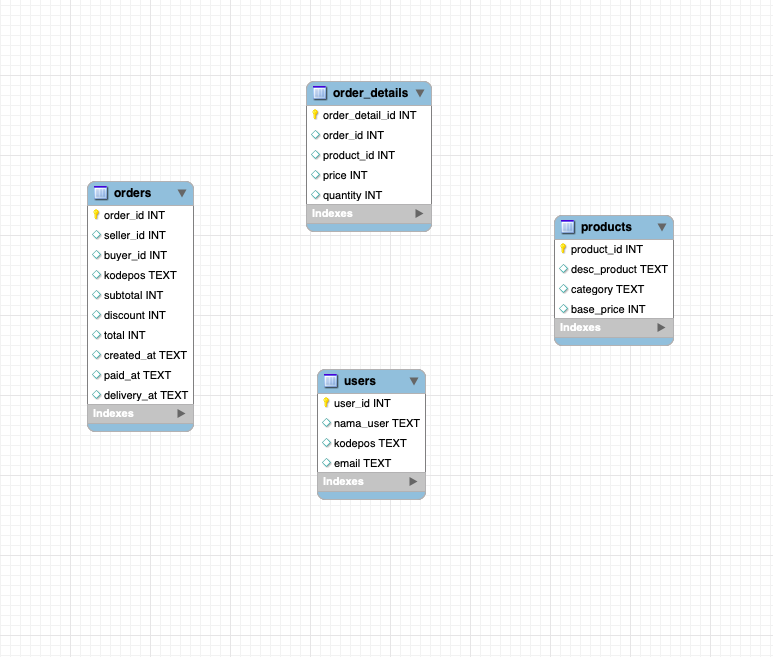 order_details
order_detail_id INT
order_id INT
product_id INT
price INT
quantity INT
Indexes
orders
order_id INT
seller_id INT
buyer_id INT
kodepos TEXT
subtotal INT
discount INT
total INT
created_at TEXT
paid_at TEXT
delivery_at TEXT
Indexes
products
product_id INT
desc_product TEXT
category TEXT
base_price INT
Indexes
users
user_id INT
nama_user TEXT
kodepos TEXT
email TEXT
Indexes